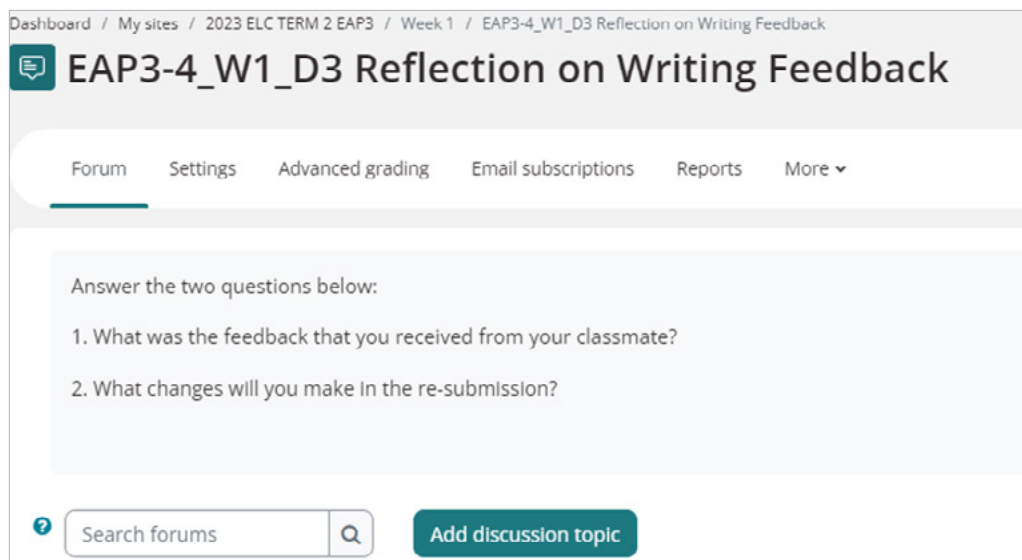 Dashboard / My sites / 2023 ELC TERM 2 EAP3 / Week 1 / EAP3-4_W1_D3 Reflection on Writing Feedback
EAP3-4_W1_D3 Reflection on Writing Feedback
Forum Settings Advanced grading Email subscriptions Reports More
Answer the two questions below:
1. What was the feedback that you received from your classmate?
2. What changes will you make in the re-submission?
? Search forums Add discussion topic